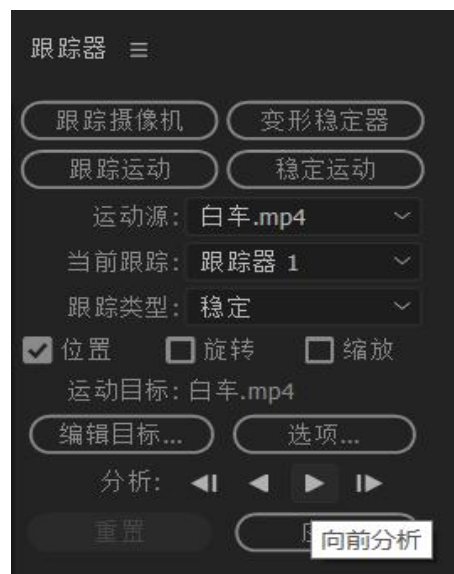 跟踪器
跟踪摄像机 变形稳定器
跟踪运动 稳定运动
运动源: 白车.mp4
当前跟踪: 跟踪器 1
跟踪类型: 稳定
位置 旋转 缩放
运动目标: 白车.mp4
编辑目标... 选项...
分析:
重置
向前分析